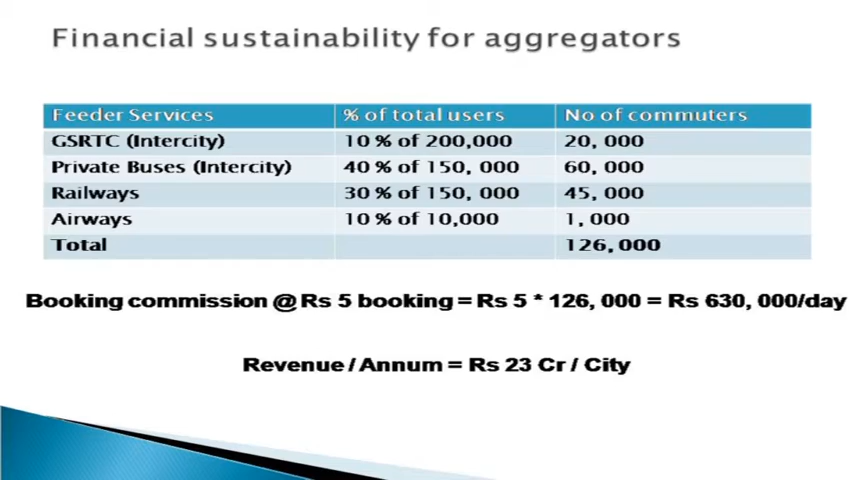 Financial sustainability for aggregators
Feeder Services % of total users No of commuters
GSRTC (Intercity) 10 % of 200,000 20, 000
Private Buses (Intercity) 40 % of 150, 000 60, 000
Railways 30 % of 150, 000 45, 000
Airways 10 % of 10,000 1, 000
Total 126, 000
Booking commission @ Rs 5 booking = Rs 5 * 126, 000 = Rs 630, 000/day
Revenue / Annum = Rs 23 Cr / City